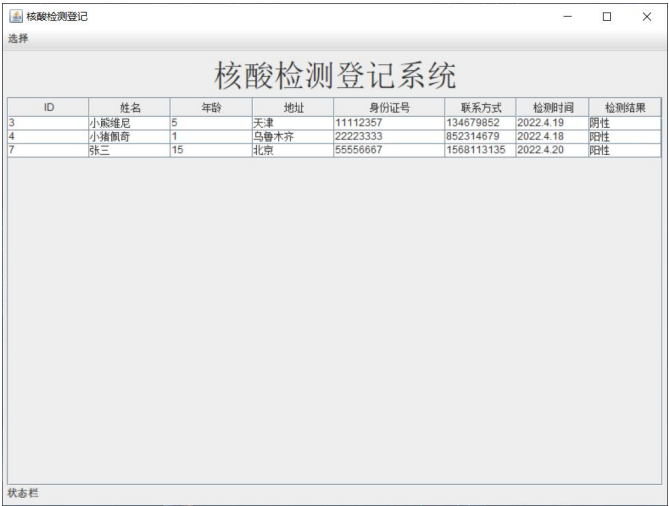 核酸检测登记
选择
核酸检测登记系统
ID 姓名 年龄 地址 身份证号 联系方式 检测时间 检测结果
3 小熊维尼 5 天津 11112357 134679852 2022.4.19 阴性
4 小猪佩奇 1 乌鲁木齐 22223333 852314679 2022.4.18 阳性
7 张三 15 北京 55556667 1568113135 2022.4.20 阳性
状态栏